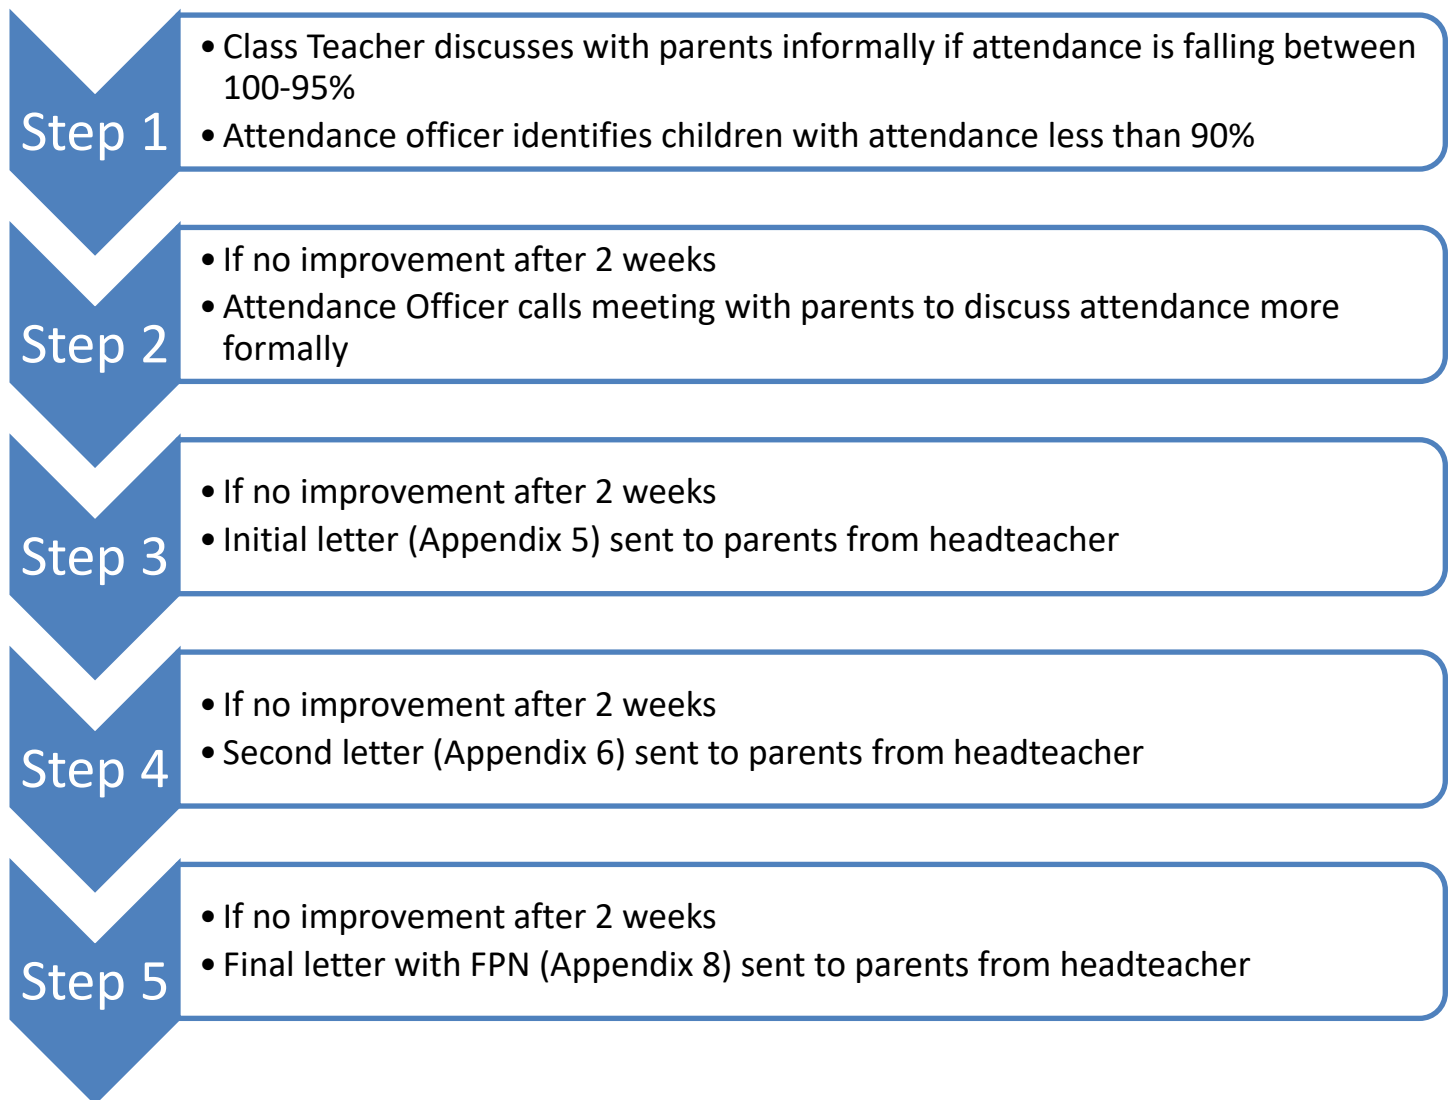 Step 1
• Class Teacher discusses with parents informally if attendance is falling between
100-95%
• Attendance officer identifies children with attendance less than 90%
Step 2
• If no improvement after 2 weeks
• Attendance Officer calls meeting with parents to discuss attendance more
formally
Step 3
• If no improvement after 2 weeks
• Initial letter (Appendix 5) sent to parents from headteacher
Step 4
• If no improvement after 2 weeks
• Second letter (Appendix 6) sent to parents from headteacher
Step 5
• If no improvement after 2 weeks
• Final letter with FPN (Appendix 8) sent to parents from headteacher